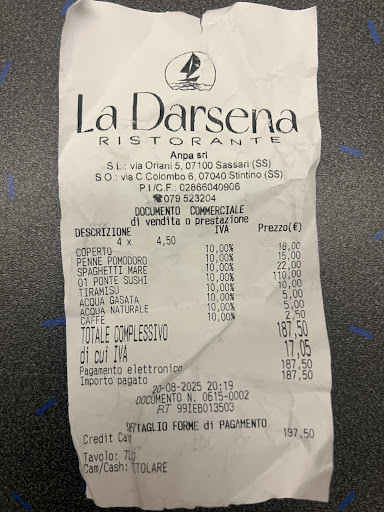 La Darsena
RISTORANTE
Anpa srl
S.L.: via Oriani 5, 07100 Sassari (SS)
S.O.: via C Colombo 6, 07040 Stintino (SS)
P.I/C.F.: 02866040906
☎079 523204
DOCUMENTO COMMERCIALE
di vendita o prestazione
DESCRIZIONE IVA Prezzo(€)
4 x 4,50
COPERTO 10,00% 18,00
PENNE POMODORO 10,00% 15,00
SPAGHETTI MARE 10,00% 22,00
01 PONTE SUSHI 10,00% 110,00
TIRAMISU 10,00% 10,00
ACQUA GASATA 10,00% 5,00
ACQUA NATURALE 10,00% 5,00
CAFFE 10,00% 2,50
TOTALE COMPLESSIVO 187,50
di cui IVA 17,05
Pagamento elettronico 187,50
Importo pagato 187,50
20-08-2025 20:19
DOCUMENTO N. 0615-0002
RT 99IEB013503
DETTAGLIO FORME di PAGAMENTO
Credit 187,50
Tavolo:
Cam/Cash: TITOLARE